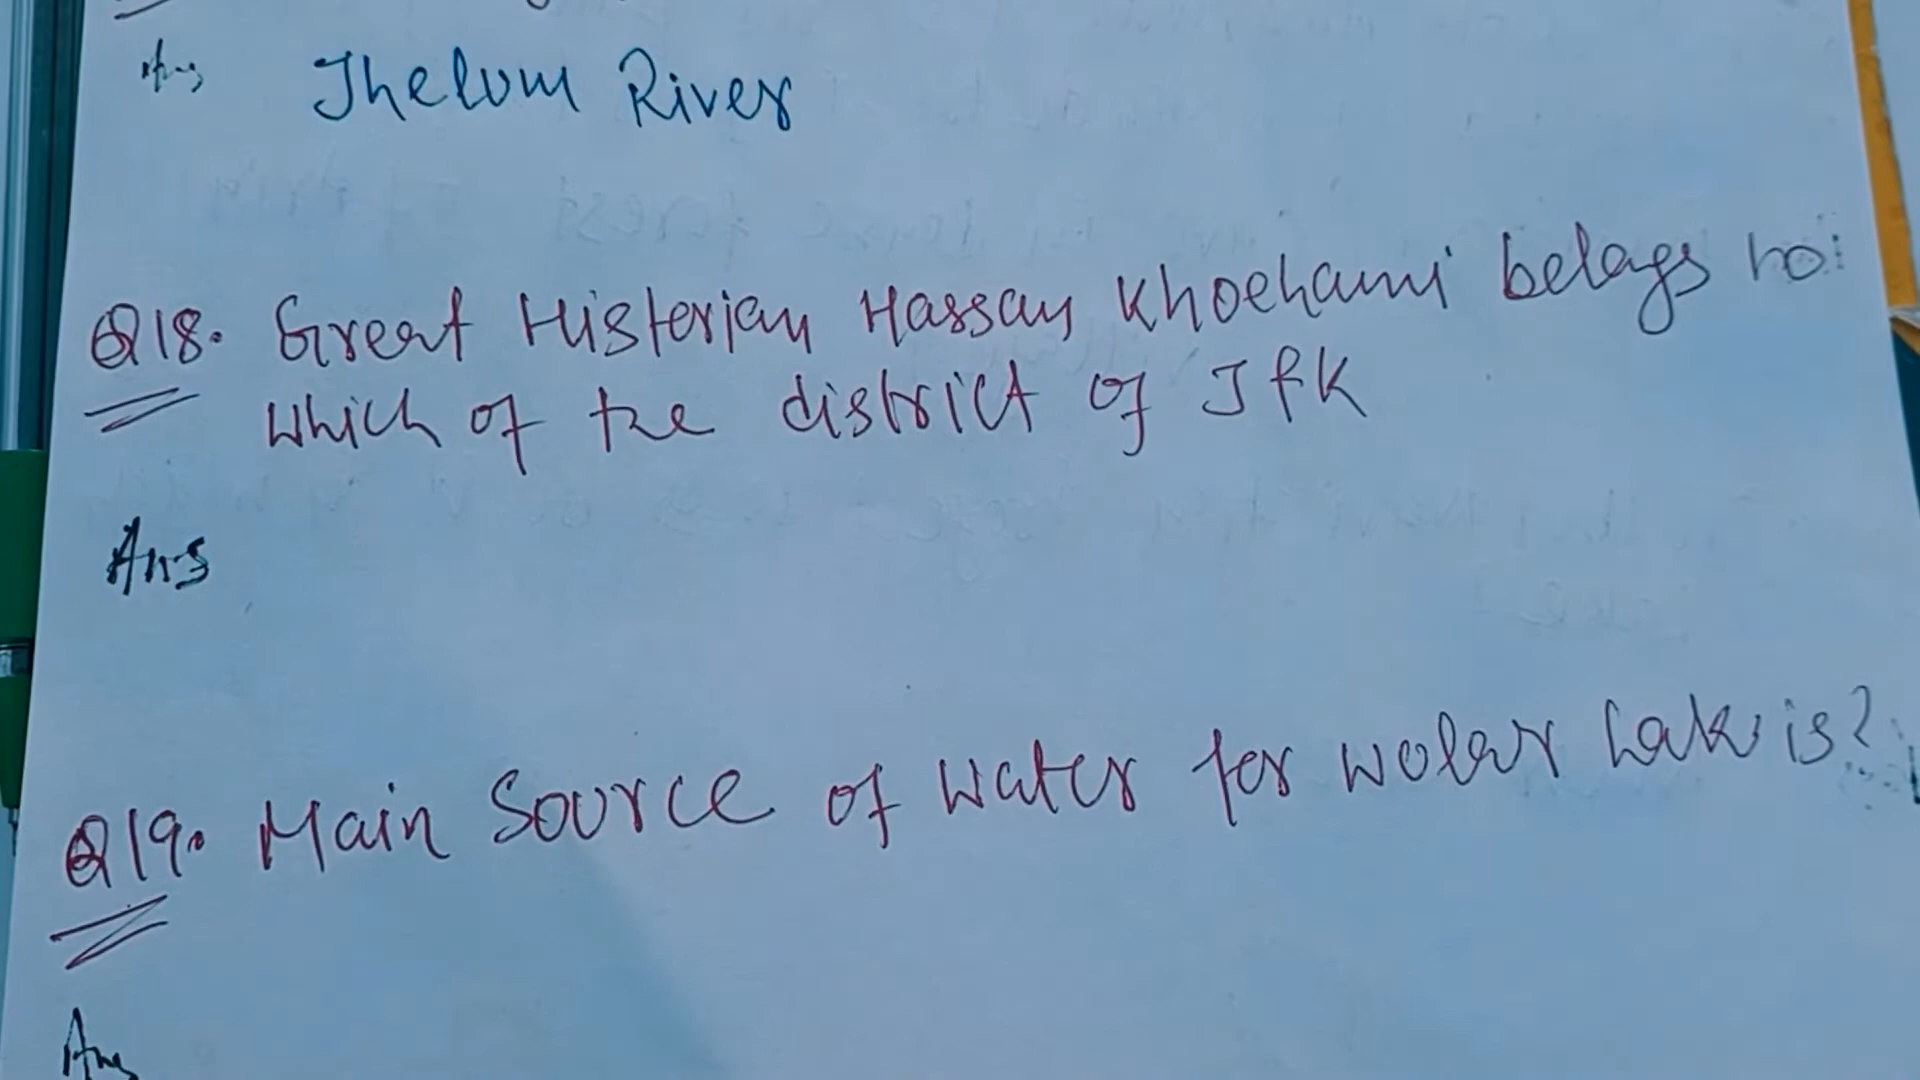 Ans Jhelum River
Q18. Great Historian Hassan Khoehami belags to:
which of the district of J&K
Ans
Q19. Main Source of water for wolar Lake is?
Ans